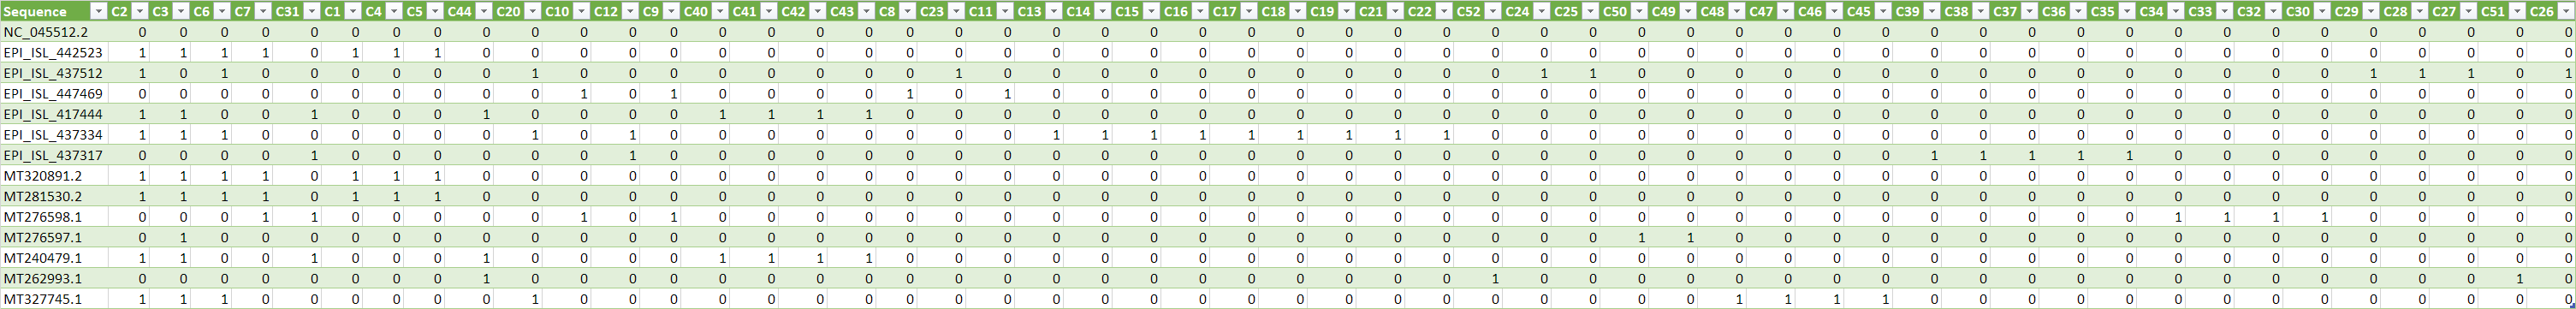 Sequence C2 C3 C6 C7 C31 C1 C4 C5 C44 C20 C10 C12 C9 C40 C41 C42 C43 C8 C23 C11 C13 C14 C15 C16 C17 C18 C19 C21 C22 C52 C24 C25 C50 C49 C48 C47 C46 C45 C39 C38 C37 C36 C35 C34 C33 C32 C30 C29 C28 C27 C51 C26
NC_045512.2 0 0 0 0 0 0 0 0 0 0 0 0 0 0 0 0 0 0 0 0 0 0 0 0 0 0 0 0 0 0 0 0 0 0 0 0 0 0 0 0 0 0 0 0 0 0 0 0 0 0 0 0
EPI_ISL_442523 1 1 1 1 0 1 1 1 0 0 0 0 0 0 0 0 0 0 0 0 0 0 0 0 0 0 0 0 0 0 0 0 0 0 0 0 0 0 0 0 0 0 0 0 0 0 0 0 0 0 0 0
EPI_ISL_437512 1 0 1 0 0 0 0 0 0 1 0 0 0 0 0 0 0 0 1 0 0 0 0 0 0 0 0 0 0 0 1 1 0 0 0 0 0 0 0 0 0 0 0 0 0 0 0 1 1 1 0 1
EPI_ISL_447469 0 0 0 0 0 0 0 0 0 0 1 0 1 0 0 0 0 1 0 1 0 0 0 0 0 0 0 0 0 0 0 0 0 0 0 0 0 0 0 0 0 0 0 0 0 0 0 0 0 0 0 0
EPI_ISL_417444 1 1 0 0 1 0 0 0 1 0 0 0 0 1 1 1 1 0 0 0 0 0 0 0 0 0 0 0 0 0 0 0 0 0 0 0 0 0 0 0 0 0 0 0 0 0 0 0 0 0 0 0
EPI_ISL_437334 1 1 1 0 0 0 0 0 0 1 0 1 0 0 0 0 0 0 0 0 1 1 1 1 1 1 1 1 1 0 0 0 0 0 0 0 0 0 0 0 0 0 0 0 0 0 0 0 0 0 0 0
EPI_ISL_437317 0 0 0 0 1 0 0 0 0 0 0 1 0 0 0 0 0 0 0 0 0 0 0 0 0 0 0 0 0 0 0 0 0 0 0 0 0 0 1 1 1 1 1 0 0 0 0 0 0 0 0 0
MT320891.2 1 1 1 1 0 1 1 1 0 0 0 0 0 0 0 0 0 0 0 0 0 0 0 0 0 0 0 0 0 0 0 0 0 0 0 0 0 0 0 0 0 0 0 0 0 0 0 0 0 0 0 0
MT281530.2 1 1 1 1 0 1 1 1 0 0 0 0 0 0 0 0 0 0 0 0 0 0 0 0 0 0 0 0 0 0 0 0 0 0 0 0 0 0 0 0 0 0 0 0 0 0 0 0 0 0 0 0
MT276598.1 0 0 0 1 1 0 0 0 0 0 1 0 1 0 0 0 0 0 0 0 0 0 0 0 0 0 0 0 0 0 0 0 0 0 0 0 0 0 0 0 0 0 0 1 1 1 1 0 0 0 0 0
MT276597.1 0 1 0 0 0 0 0 0 0 0 0 0 0 0 0 0 0 0 0 0 0 0 0 0 0 0 0 0 0 0 0 0 1 1 0 0 0 0 0 0 0 0 0 0 0 0 0 0 0 0 0 0
MT240479.1 1 1 0 0 1 0 0 0 1 0 0 0 0 1 1 1 1 0 0 0 0 0 0 0 0 0 0 0 0 0 0 0 0 0 0 0 0 0 0 0 0 0 0 0 0 0 0 0 0 0 0 0
MT262993.1 0 0 0 0 0 0 0 0 1 0 0 0 0 0 0 0 0 0 0 0 0 0 0 0 0 0 0 0 0 1 0 0 0 0 0 0 0 0 0 0 0 0 0 0 0 0 0 0 0 0 1 0
MT327745.1 1 1 1 0 0 0 0 0 0 1 0 0 0 0 0 0 0 0 0 0 0 0 0 0 0 0 0 0 0 0 0 0 0 0 1 1 1 1 0 0 0 0 0 0 0 0 0 0 0 0 0 0